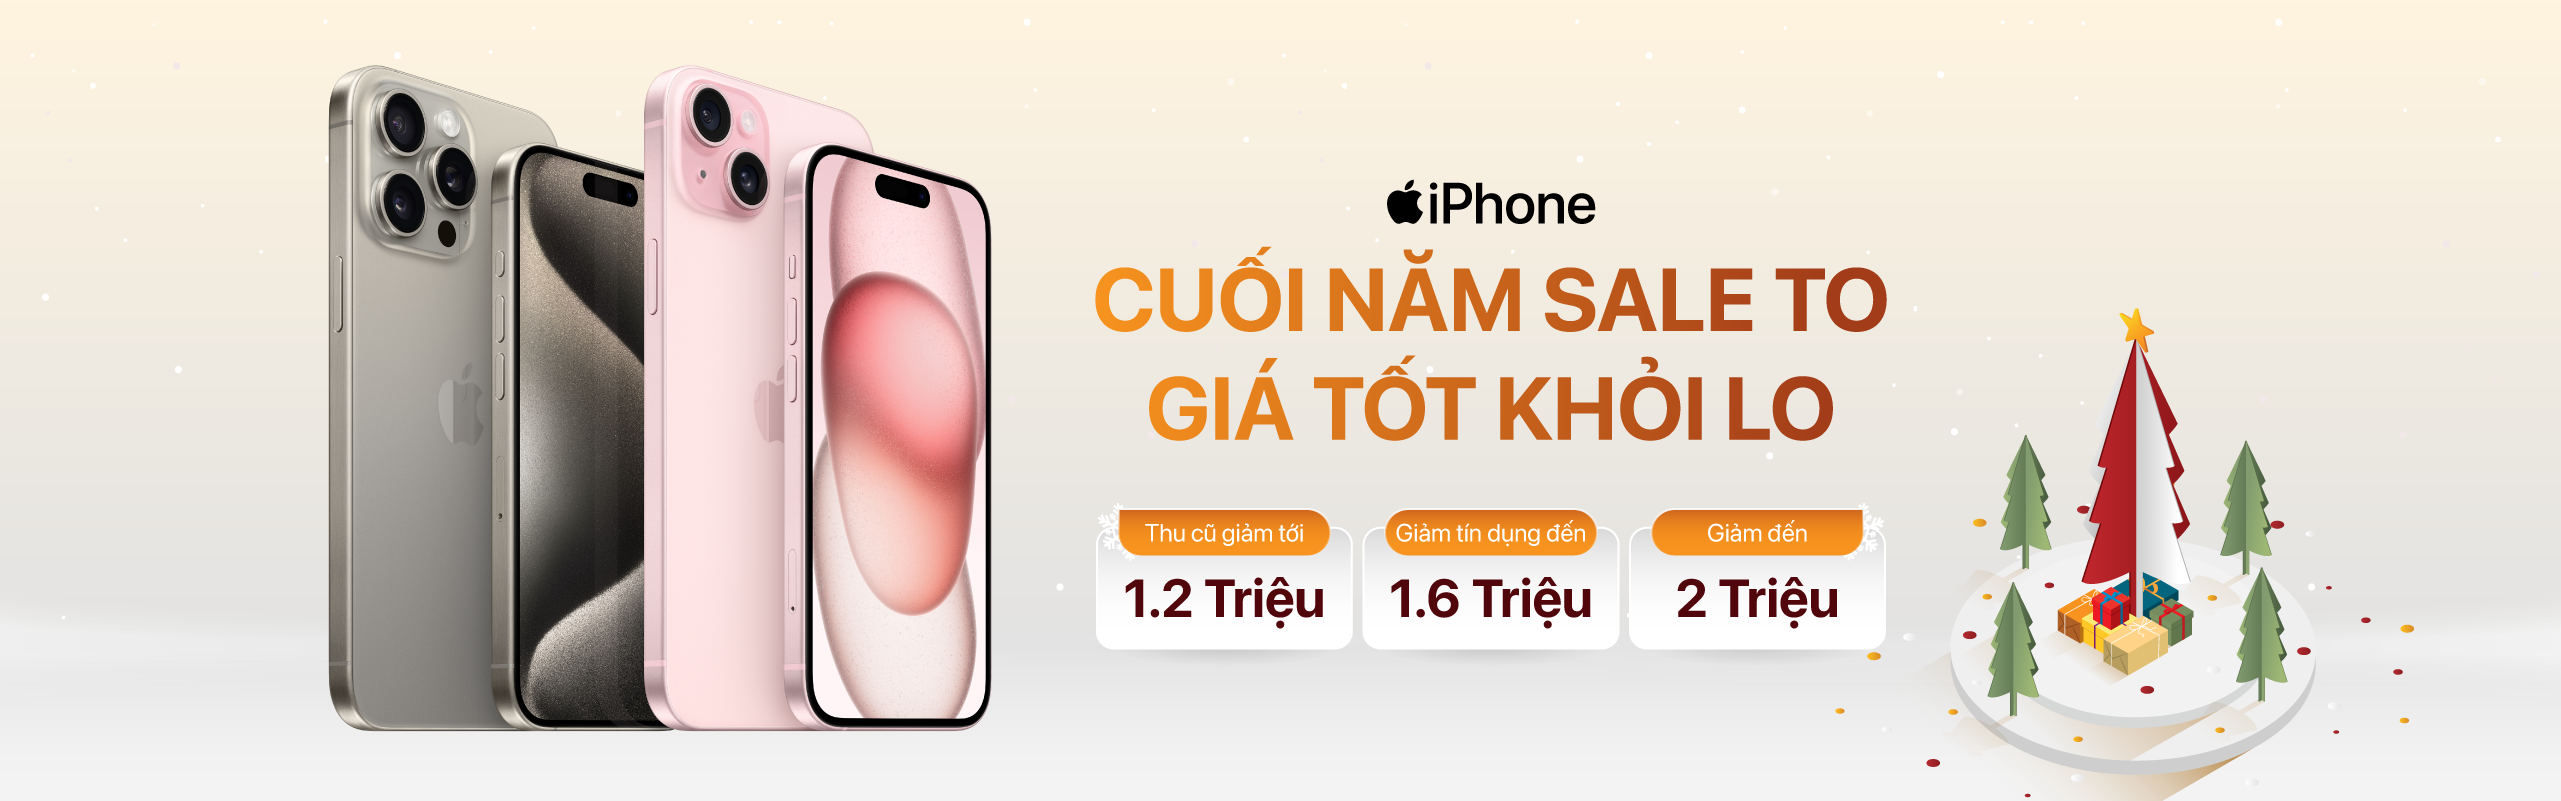 iPhone
CUỐI NĂM SALE TO
GIÁ TỐT KHỎI LO
Thu cũ giảm tới
1.2 Triệu
Giảm tín dụng đến
1.6 Triệu
Giảm đến
2 Triệu